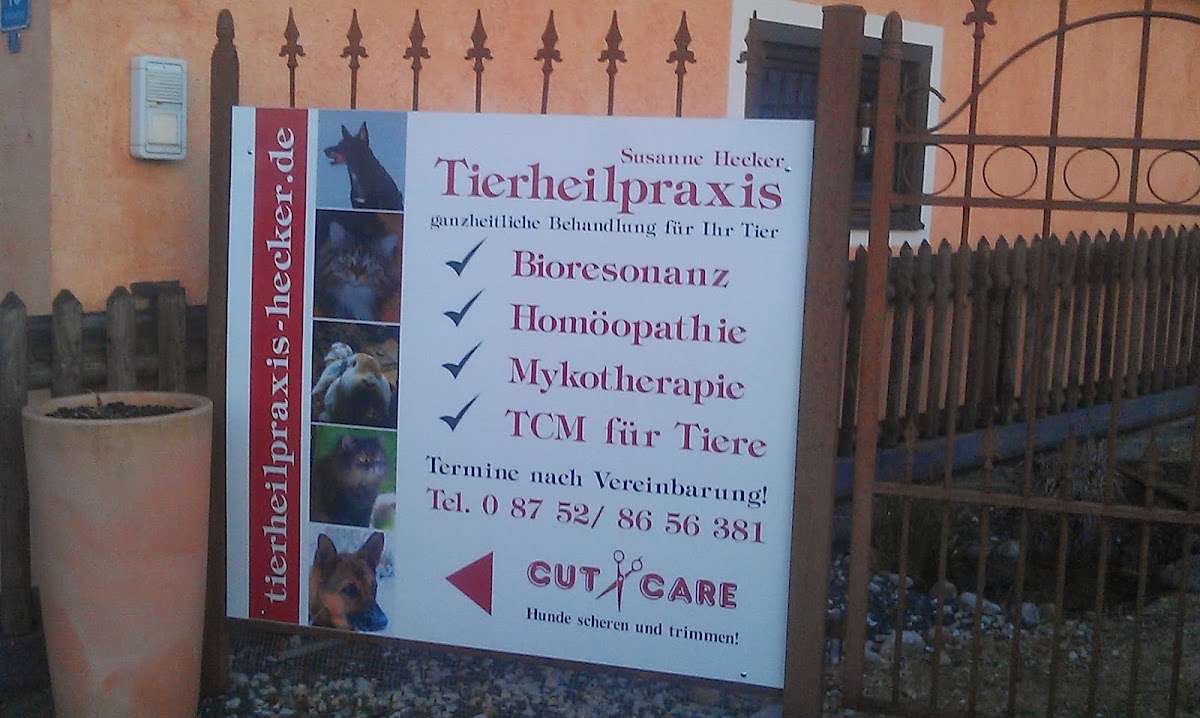 tierheilpraxis-hecker.de
Susanne Hecker
Tierheilpraxis
ganzheitliche Behandlung für Ihr Tier
Bioresonanz
Homöopathie
Mykotherapie
TCM für Tiere
Termine nach Vereinbarung!
Tel. 0 87 52/ 86 56 381
CUT CARE
Hunde scheren und trimmen!